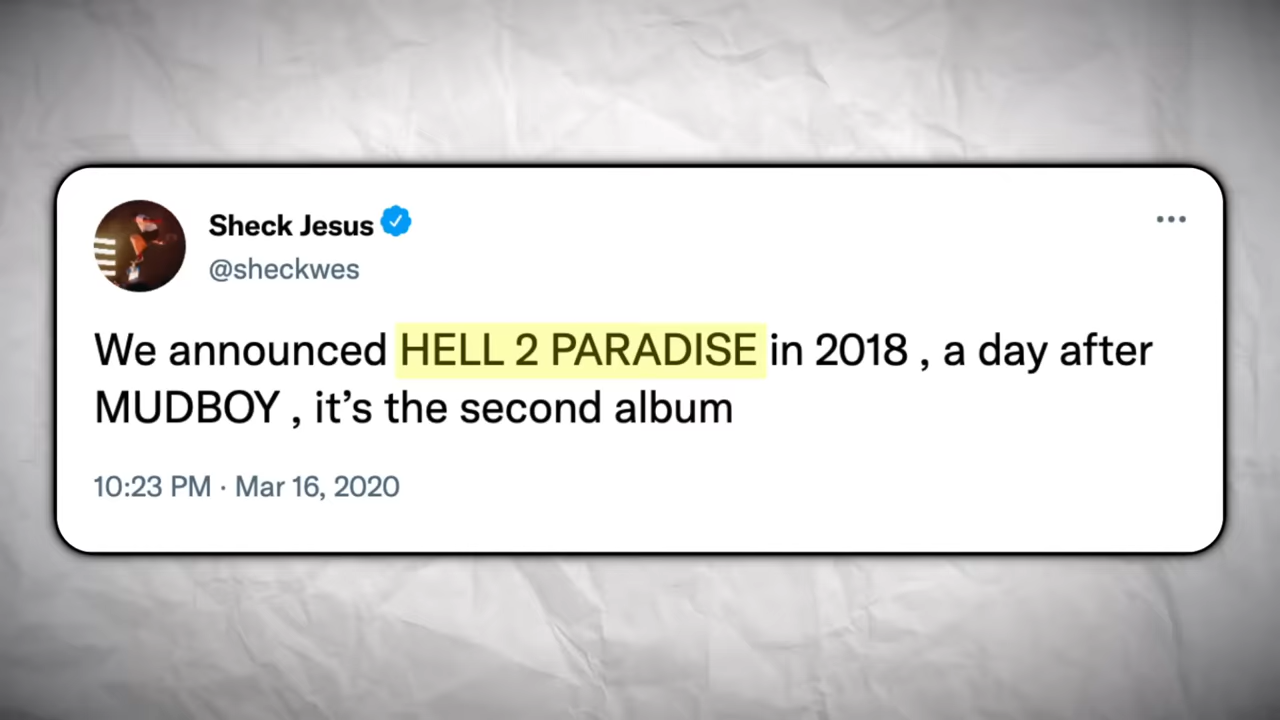 Sheck Jesus
@sheckwes
We announced HELL 2 PARADISE in 2018 , a day after
MUDBOY , it’s the second album
10:23 PM · Mar 16, 2020